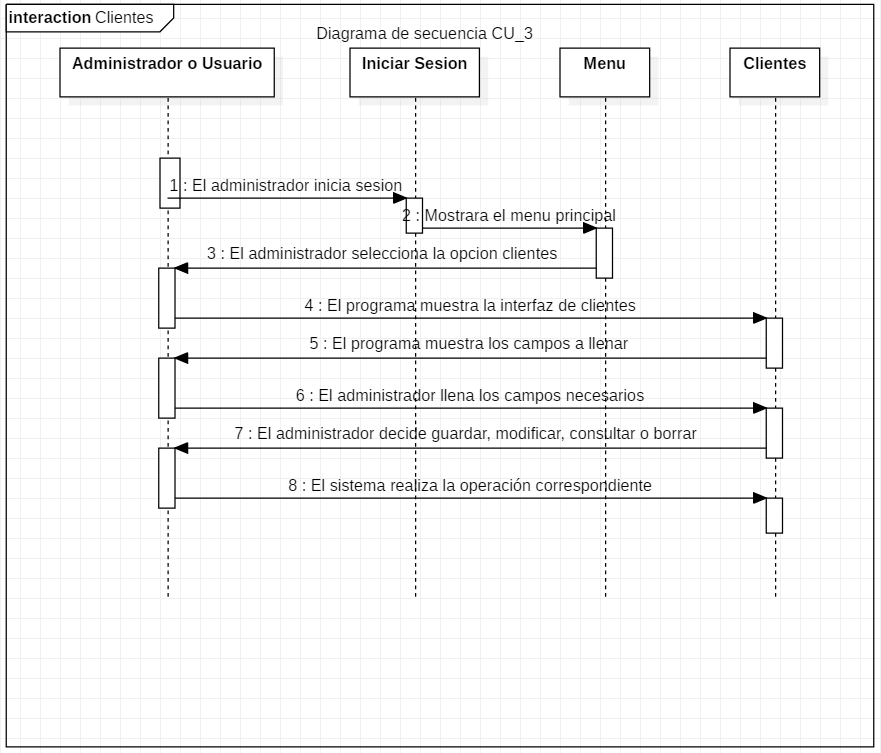 interaction Clientes
Diagrama de secuencia CU_3
Administrador o Usuario
Iniciar Sesion
Menu
Clientes
1 : El administrador inicia sesion
2 : Mostrara el menu principal
3 : El administrador selecciona la opcion clientes
4 : El programa muestra la interfaz de clientes
5 : El programa muestra los campos a llenar
6 : El administrador llena los campos necesarios
7 : El administrador decide guardar, modificar, consultar o borrar
8 : El sistema realiza la operación correspondiente